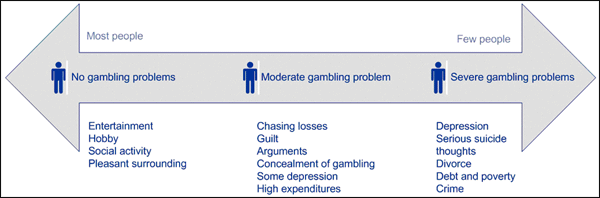 Most people
Few people
No gambling problems
Moderate gambling problem
Severe gambling problems
Entertainment
Hobby
Social activity
Pleasant surrounding
Chasing losses
Guilt
Arguments
Concealment of gambling
Some depression
High expenditures
Depression
Serious suicide
thoughts
Divorce
Debt and poverty
Crime